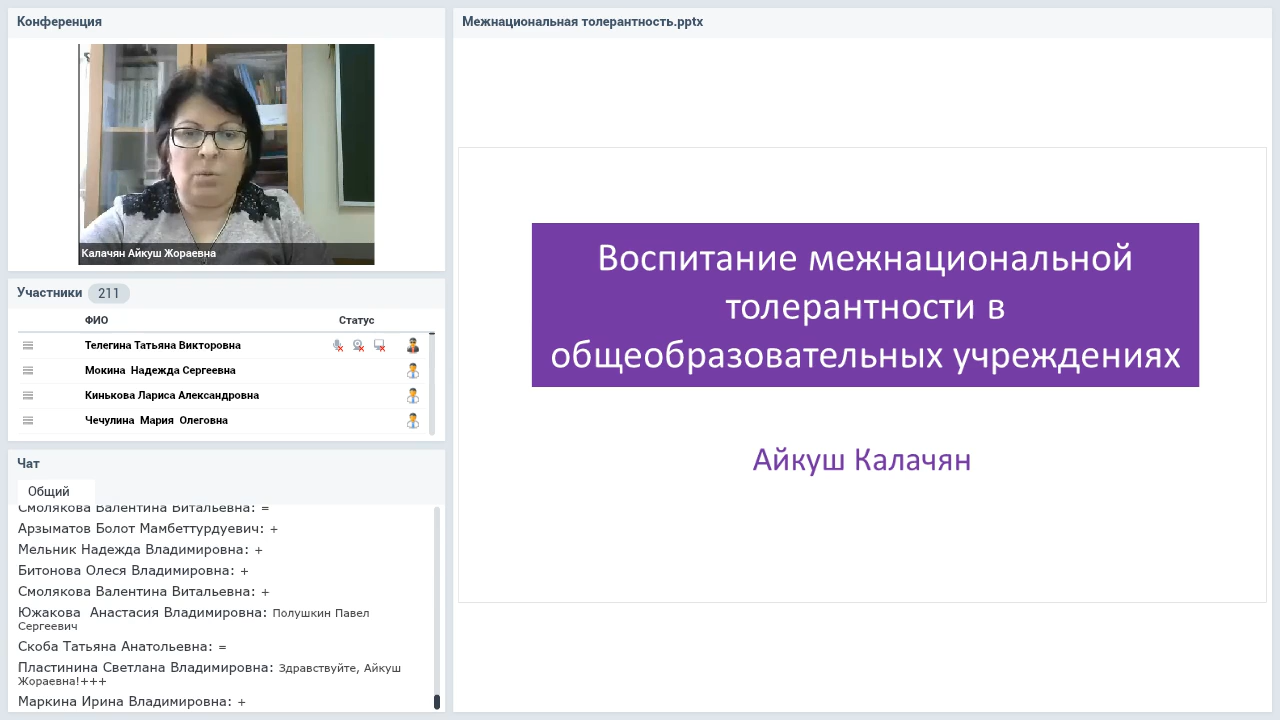 Конференция
Калачян Айкуш Жораевна
Участники 211
ФИО Статус
Телегина Татьяна Викторовна
Мокина Надежда Сергеевна
Кинькова Лариса Александровна
Чечулина Мария Олеговна
Чат
Общий
Смолякова Валентина Витальевна: =
Арзыматов Болот Мамбеттурдуевич: +
Мельник Надежда Владимировна: +
Битонова Олеся Владимировна: +
Смолякова Валентина Витальевна: +
Южакова Анастасия Владимировна: Полушкин Павел
Сергеевич
Скоба Татьяна Анатольевна: =
Пластинина Светлана Владимировна: Здравствуйте, Айкуш
Жораевна!+++
Маркина Ирина Владимировна: +
Межнациональная толерантность.pptx
Воспитание межнациональной
толерантности в
общеобразовательных учреждениях
Айкуш Калачян